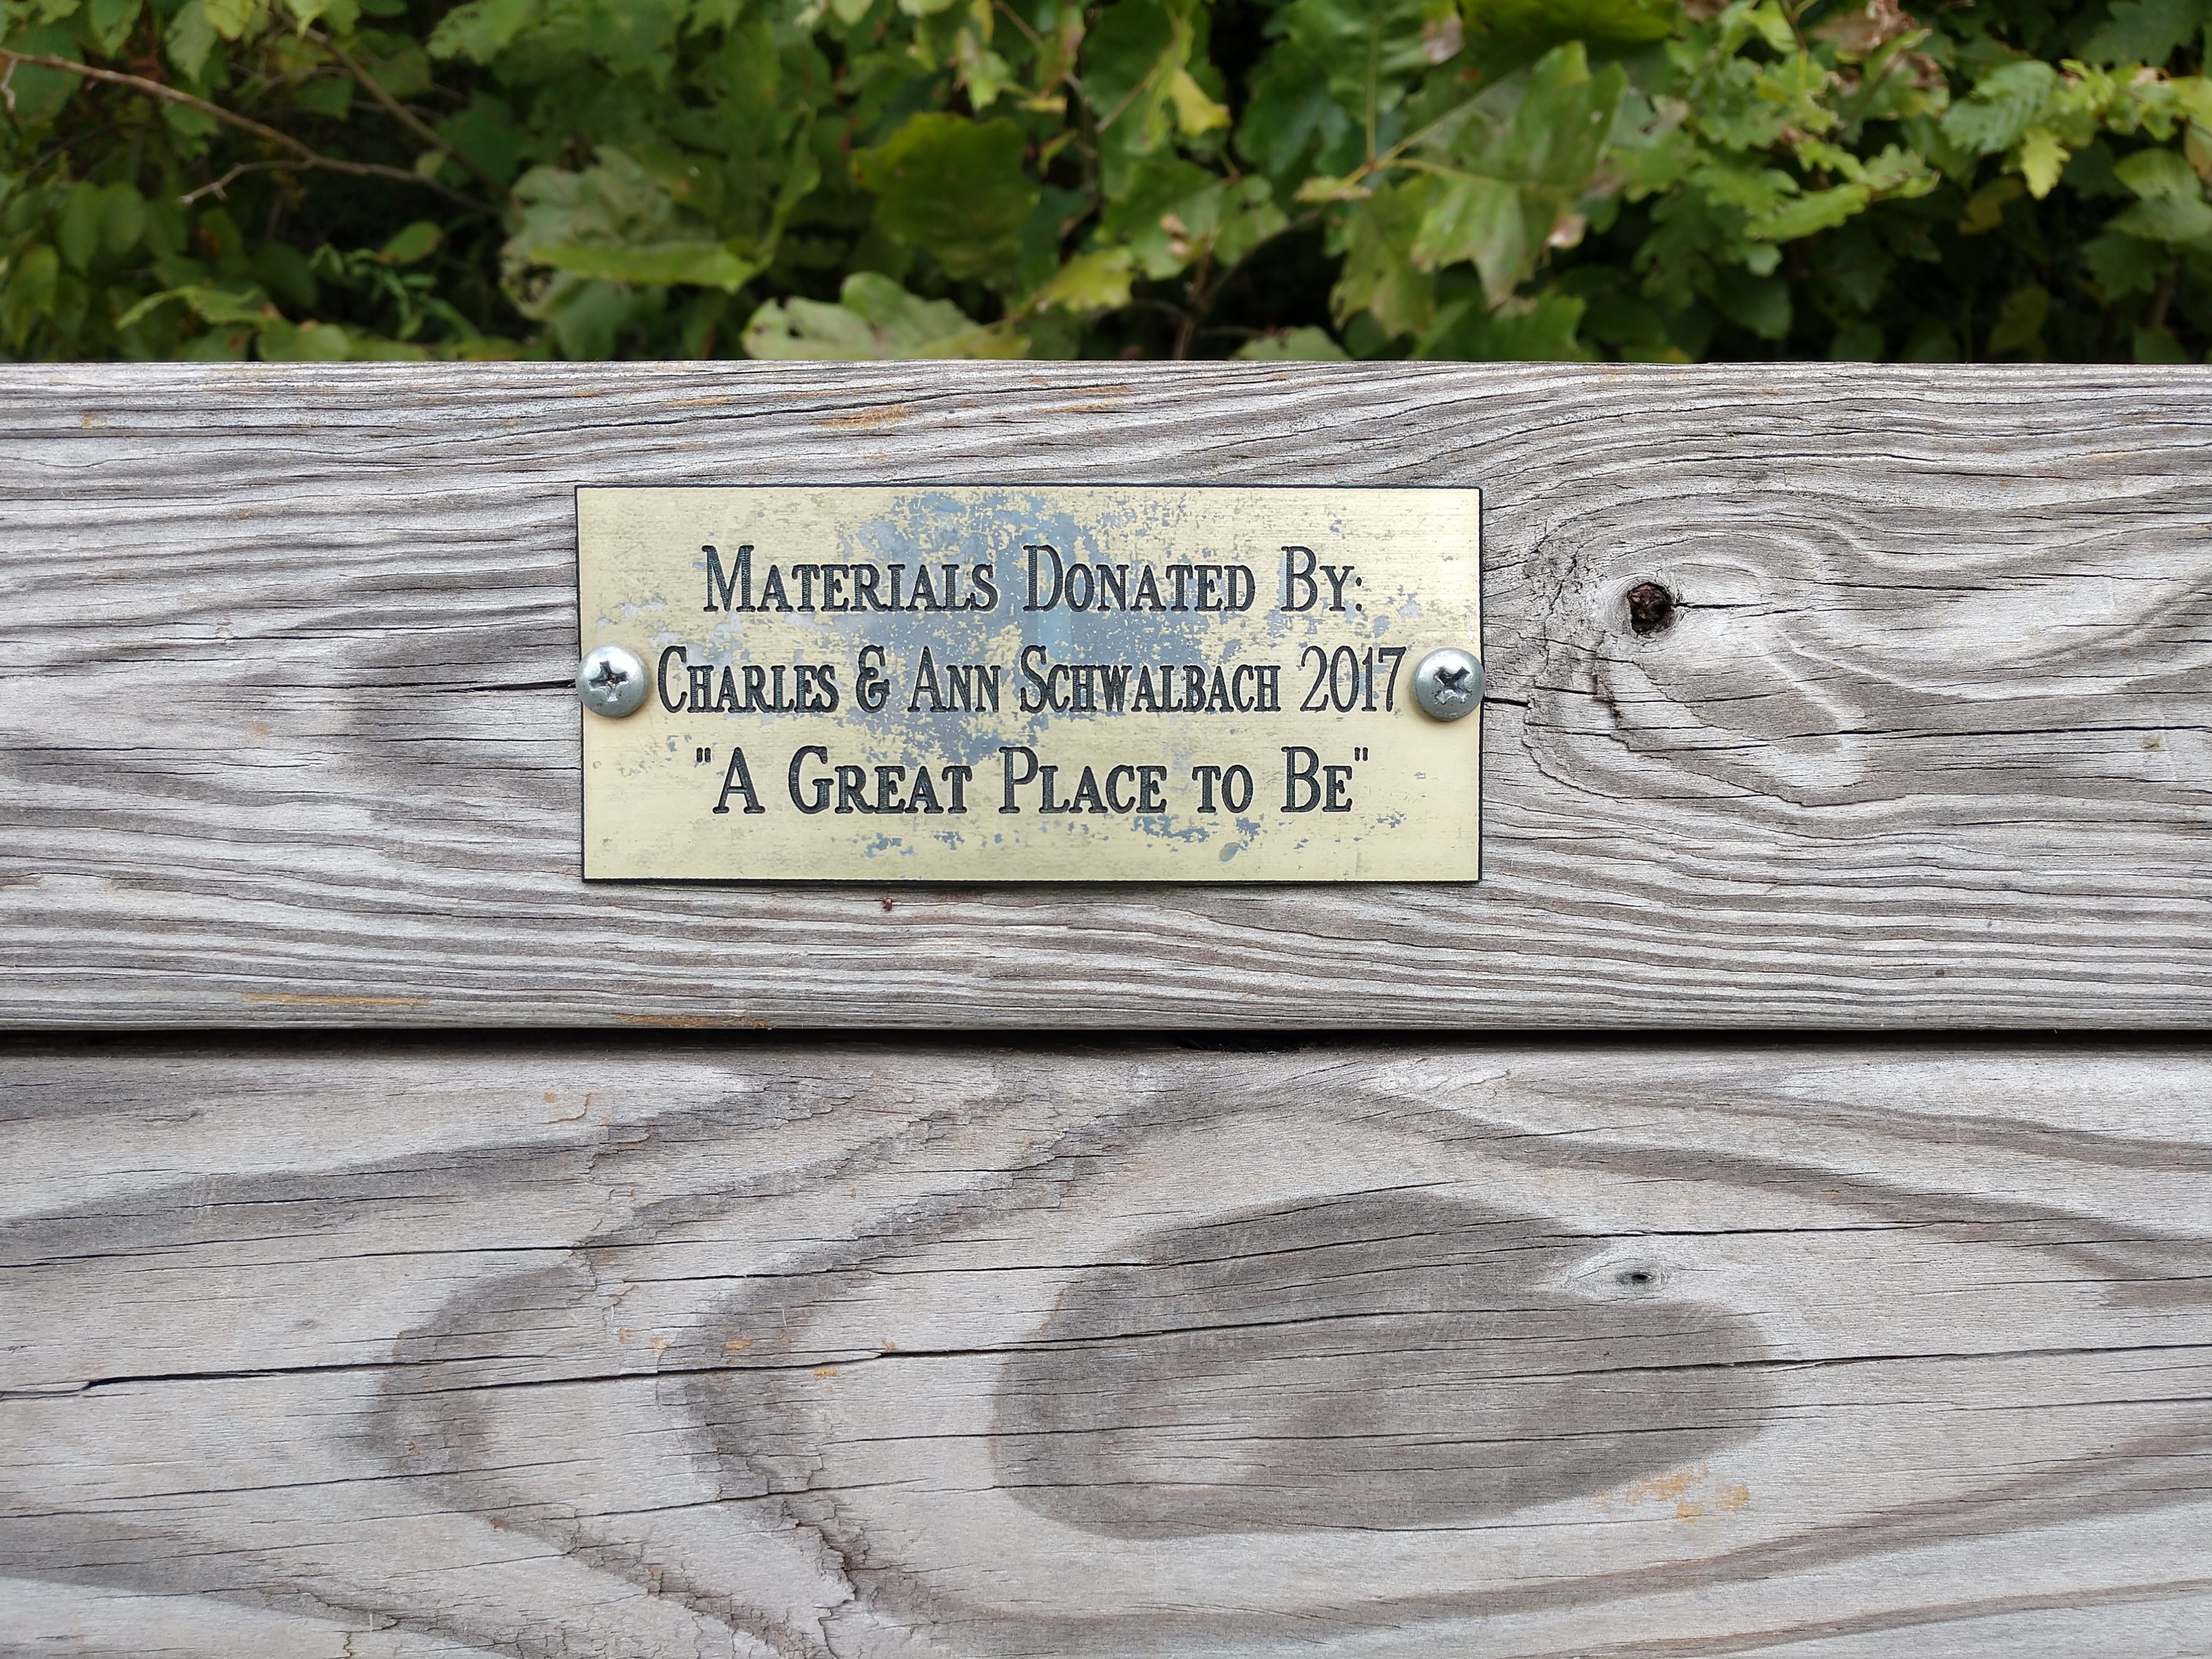 Materials Donated By:
Charles & Ann Schwalbach 2017
"A Great Place to Be"